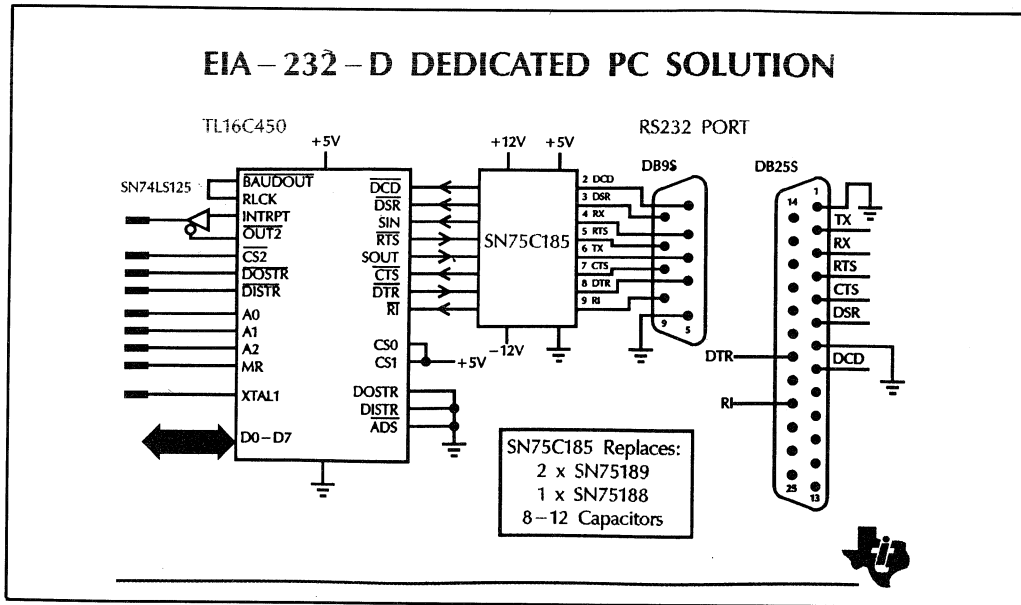 EIA-232-D DEDICATED PC SOLUTION
TL16C450
+5V
SN74LS125
BAUDOUT
RLCK
INTRPT
OUT2
CS2
DOSTR
DISTR
A0
A1
A2
MR
XTAL1
D0-D7
DCD
DSR
SIN
RTS
SOUT
CTS
DTR
RI
CS0
CS1
+5V
DOSTR
DISTR
ADS
+12V
+5V
SN75C185
-12V
RS232 PORT
DB9S
2 DCD
3 DSR
4 RX
5 RTS
6 TX
7 CTS
8 DTR
9 RI
9
5
DB25S
1
14
TX
RX
RTS
CTS
DSR
DCD
DTR
RI
25
13
SN75C185 Replaces:
2 x SN75189
1 x SN75188
8-12 Capacitors